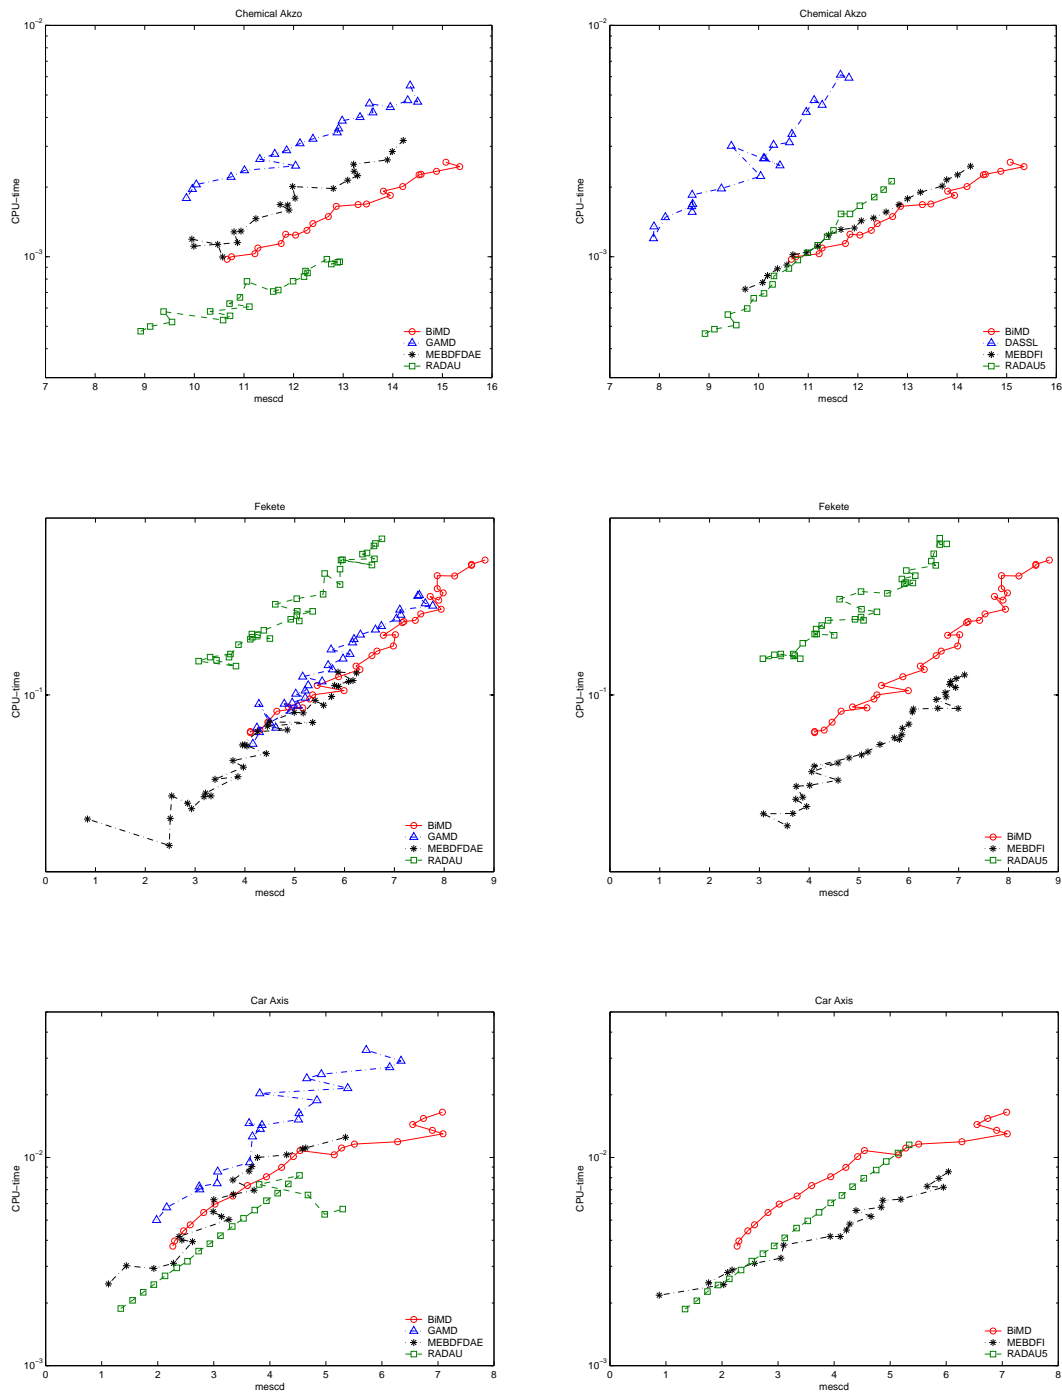 Chemical Akzo
10⁻²
CPU–time
10⁻³
BiMD
GAMD
MEBDFDAE
RADAU
7 8 9 10 11 12 13 14 15 16
mescd
Chemical Akzo
10⁻²
CPU–time
10⁻³
BiMD
DASSL
MEBDFI
RADAU5
7 8 9 10 11 12 13 14 15 16
mescd
Fekete
CPU–time
10⁻¹
BiMD
GAMD
MEBDFDAE
RADAU
0 1 2 3 4 5 6 7 8 9
mescd
Fekete
CPU–time
10⁻¹
BiMD
MEBDFI
RADAU5
0 1 2 3 4 5 6 7 8 9
mescd
Car Axis
CPU–time
10⁻²
10⁻³
BiMD
GAMD
MEBDFDAE
RADAU
0 1 2 3 4 5 6 7 8
mescd
Car Axis
CPU–time
10⁻²
10⁻³
BiMD
MEBDFI
RADAU5
0 1 2 3 4 5 6 7 8
mescd